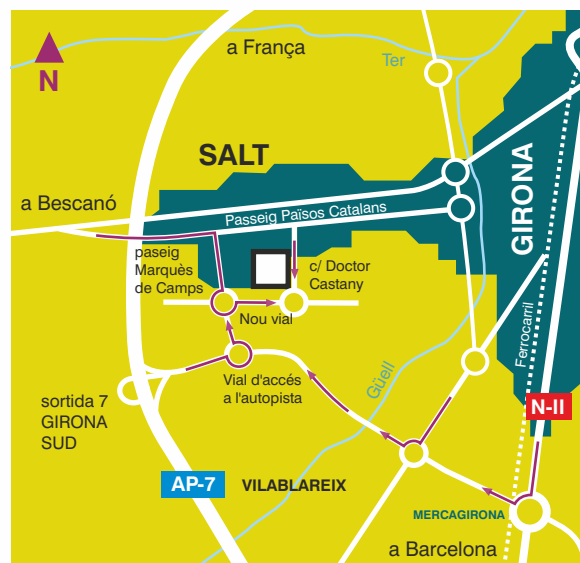 a França
Ter
N
SALT
GIRONA
a Bescanó
Passeig Països Catalans
paseig
Marquès
de Camps
c/ Doctor
Castany
Nou vial
Ferrocarril
Vial d'accés
a l'autopista
Güell
sortida 7
GIRONA
SUD
N-II
AP-7
VILABLAREIX
MERCAGIRONA
a Barcelona